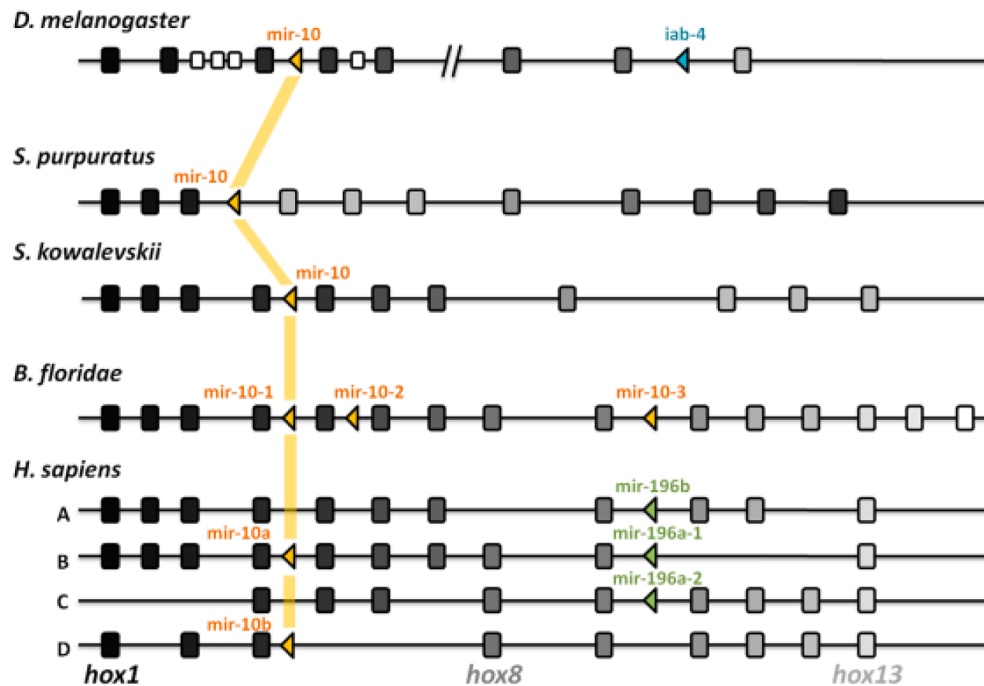 D. melanogaster
mir-10 iab-4
S. purpuratus
mir-10
S. kowalevskii
mir-10
B. floridae
mir-10-1 mir-10-2 mir-10-3
H. sapiens
mir-196b
A
mir-10a mir-196a-1
B
mir-196a-2
C
mir-10b
D
hox1 hox8 hox13